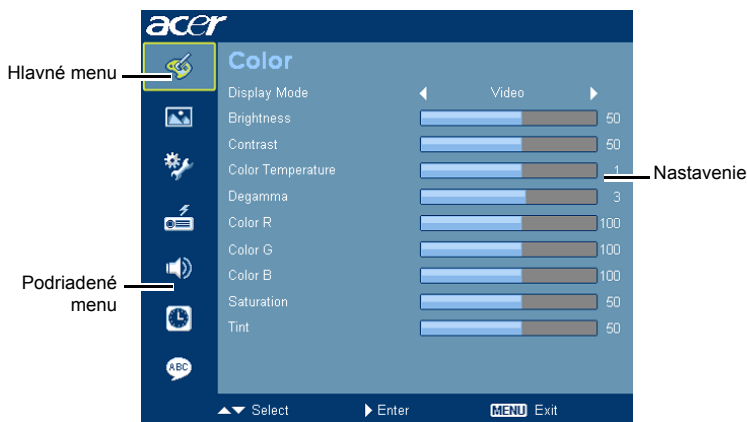 acer
Hlavné menu
Color
Display Mode Video
Brightness 50
Contrast 50
Color Temperature 1
Nastavenie
Degamma 3
Color R 100
Color G 100
Color B 100
Podriadené
menu
Saturation 50
Tint 50
ABC
Select Enter MENU Exit